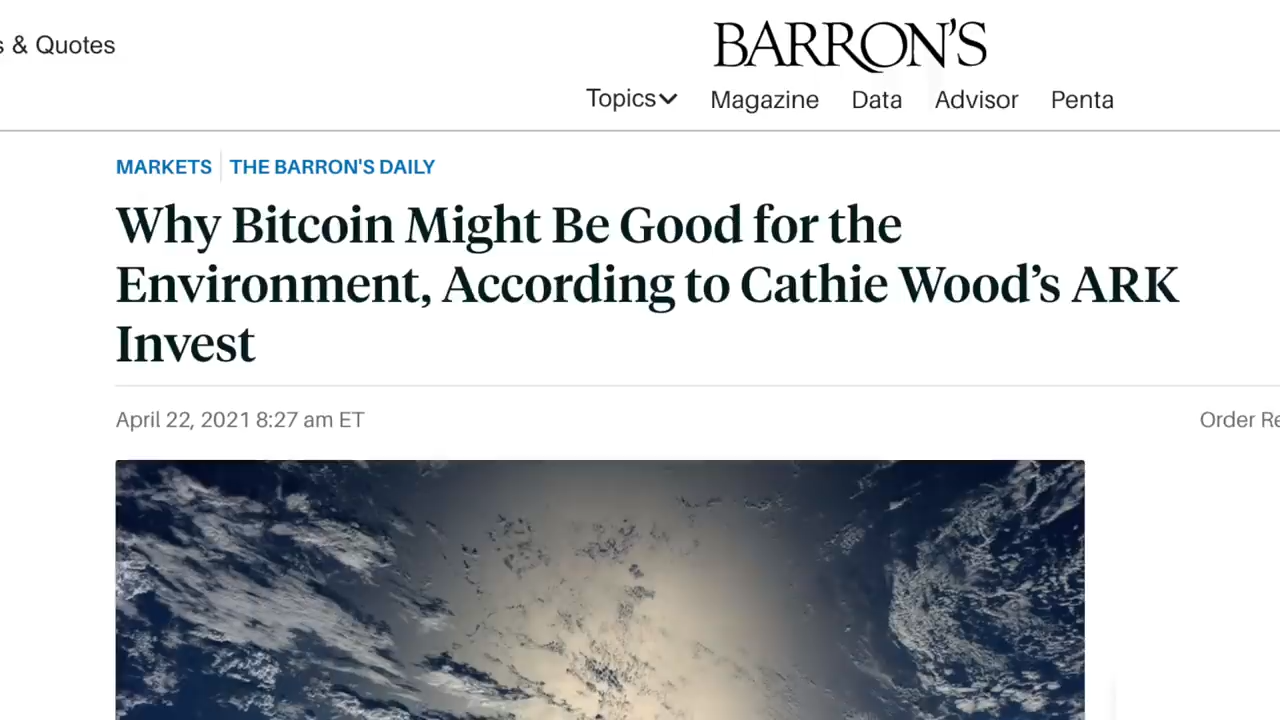 & Quotes
BARRON'S
Topics Magazine Data Advisor Penta
MARKETS THE BARRON'S DAILY
Why Bitcoin Might Be Good for the
Environment, According to Cathie Wood’s ARK
Invest
April 22, 2021 8:27 am ET
Order